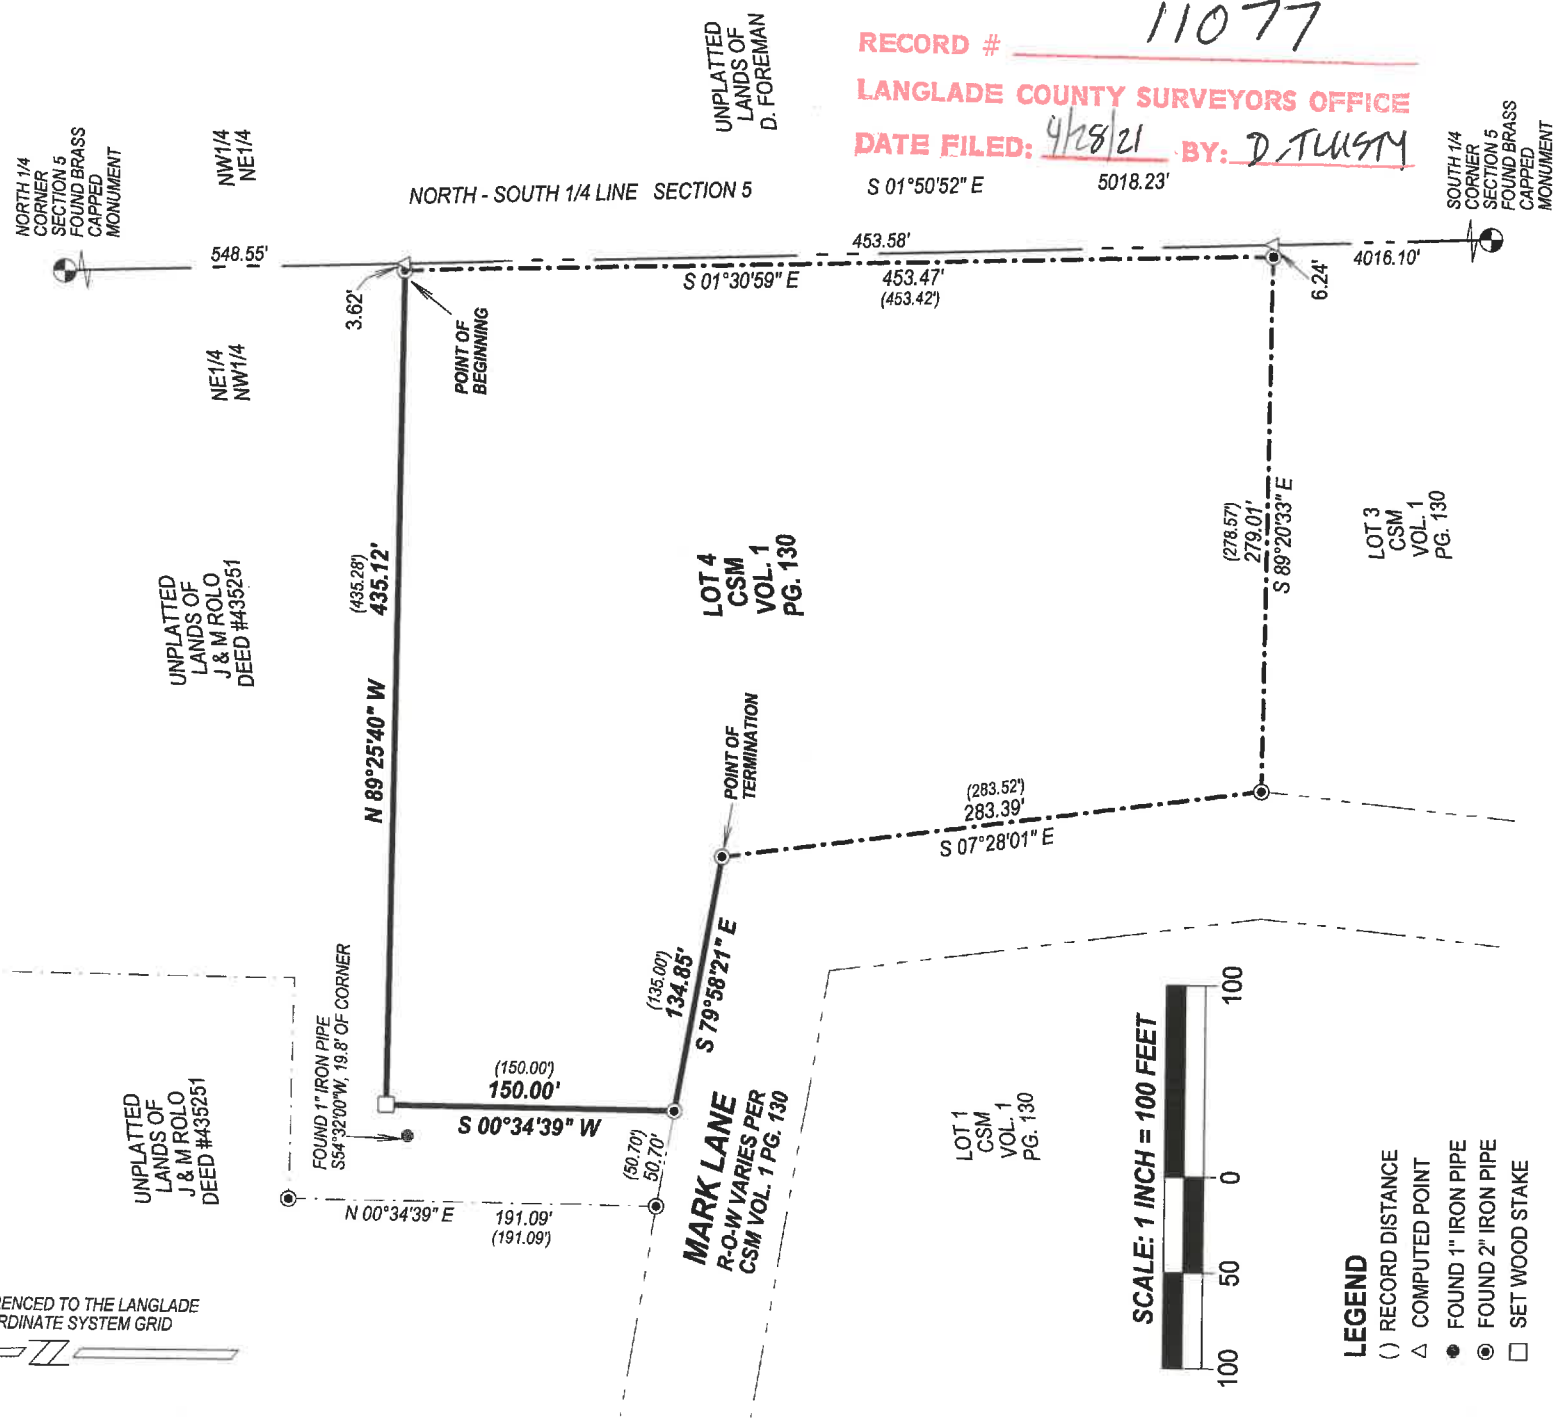 RECORD # 11077
LANGLADE COUNTY SURVEYORS OFFICE
DATE FILED: 4/28/21 BY: D. TLUSTY
NORTH 1/4
CORNER
SECTION 5
FOUND BRASS
CAPPED
MONUMENT
NW1/4
NE1/4
UNPLATTED
LANDS OF
D. FOREMAN
NORTH - SOUTH 1/4 LINE SECTION 5
S 01°50'52" E
5018.23'
SOUTH 1/4
CORNER
SECTION 5
FOUND BRASS
CAPPED
MONUMENT
548.55'
453.58'
4016.10'
3.62'
S 01°30'59" E
453.47'
(453.42')
6.24'
POINT OF
BEGINNING
NE1/4
NW1/4
UNPLATTED
LANDS OF
J & M ROLO
DEED #435251
(435.28')
435.12'
N 89°25'40" W
LOT 4
CSM
VOL. 1
PG. 130
(278.57')
279.01'
S 89°20'33" E
LOT 3
CSM
VOL. 1
PG. 130
POINT OF
TERMINATION
(283.52')
283.39'
S 07°28'01" E
(135.00')
134.85'
S 79°58'21" E
FOUND 1" IRON PIPE
S54°32'00"W, 19.8' OF CORNER
(150.00')
150.00'
S 00°34'39" W
UNPLATTED
LANDS OF
J & M ROLO
DEED #435251
(50.70')
50.70'
N 00°34'39" E
191.09'
(191.09')
MARK LANE
R-O-W VARIES PER
CSM VOL. 1 PG. 130
LOT 1
CSM
VOL. 1
PG. 130
SCALE: 1 INCH = 100 FEET
100 50 0 100
RENCED TO THE LANGLADE
RDINATE SYSTEM GRID
LEGEND
( ) RECORD DISTANCE
COMPUTED POINT
FOUND 1" IRON PIPE
FOUND 2" IRON PIPE
SET WOOD STAKE